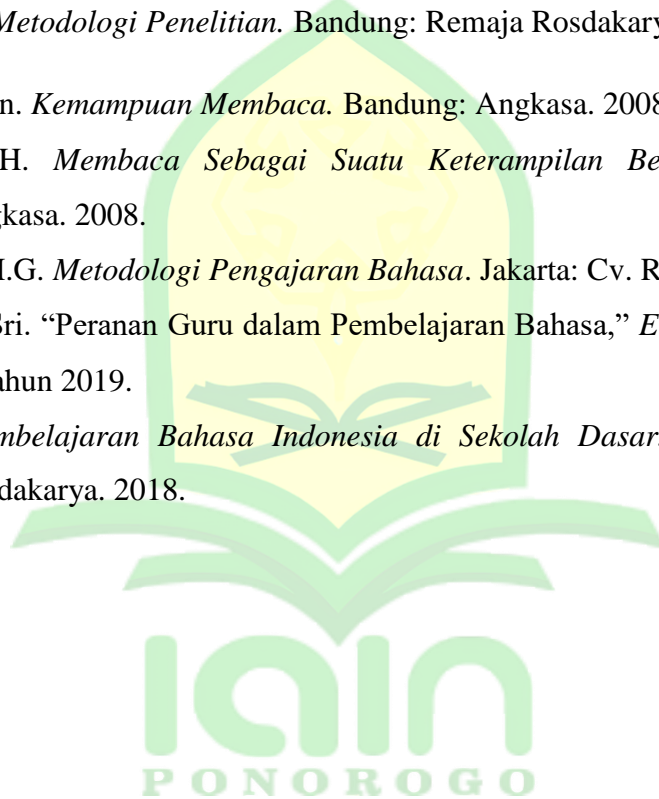 Metodologi Penelitian. Bandung: Remaja Rosdakary
n. Kemampuan Membaca. Bandung: Angkasa. 2008
H. Membaca Sebagai Suatu Keterampilan Be
gkasa. 2008.
I.G. Metodologi Pengajaran Bahasa. Jakarta: Cv. R
Sri. “Peranan Guru dalam Pembelajaran Bahasa,” E
ahun 2019.
mbelajaran Bahasa Indonesia di Sekolah Dasar.
dakarya. 2018.
iain
PONOROGO